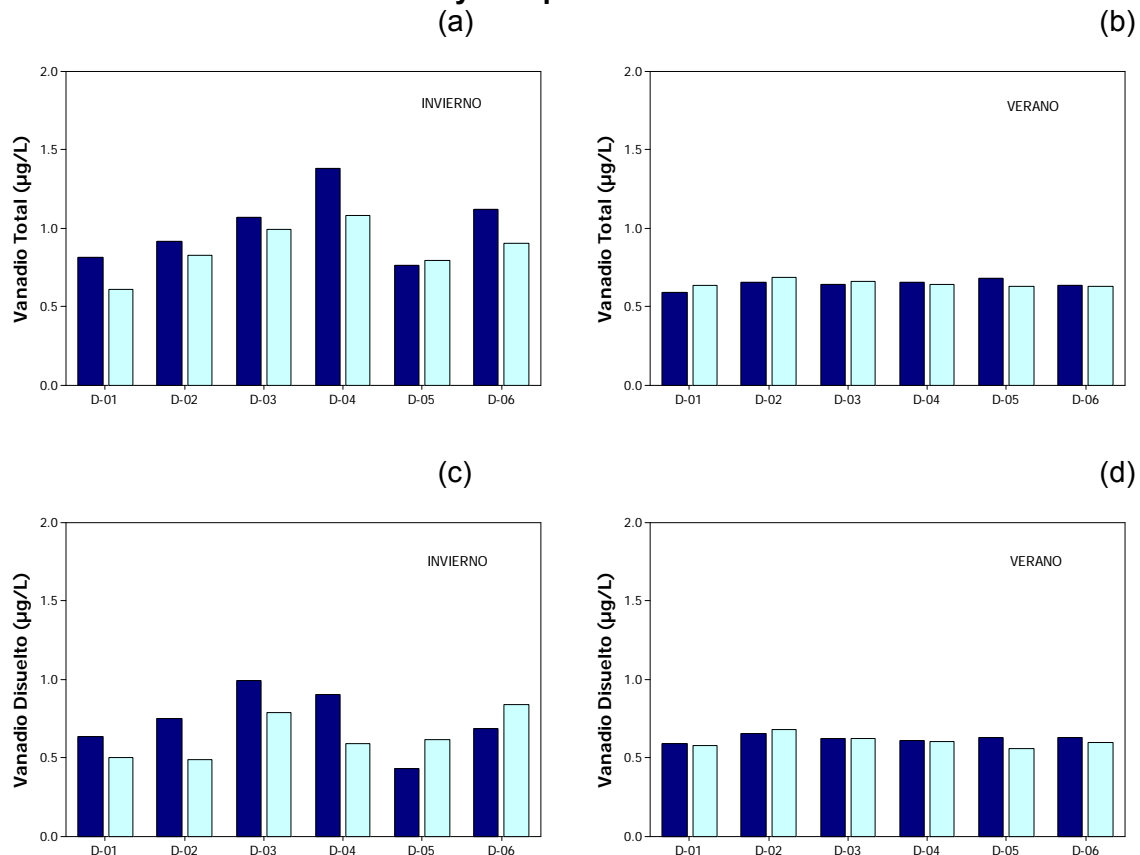 (a)
(b)
2.0
1.5
1.0
0.5
0.0
Vanadio Total (µg/L)
INVIERNO
D-01 D-02 D-03 D-04 D-05 D-06
2.0
1.5
1.0
0.5
0.0
Vanadio Total (µg/L)
VERANO
D-01 D-02 D-03 D-04 D-05 D-06
(c)
(d)
2.0
1.5
1.0
0.5
0.0
Vanadio Disuelto (µg/L)
INVIERNO
D-01 D-02 D-03 D-04 D-05 D-06
2.0
1.5
1.0
0.5
0.0
Vanadio Disuelto (µg/L)
VERANO
D-01 D-02 D-03 D-04 D-05 D-06